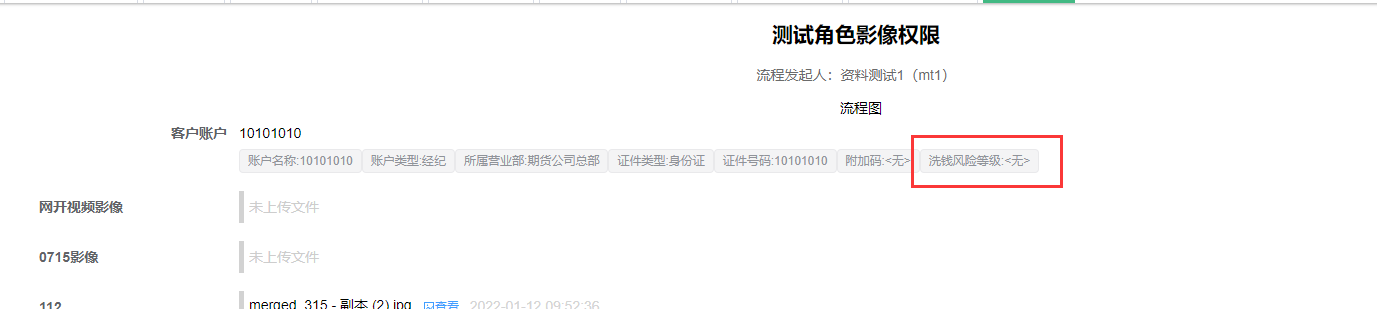 测试角色影像权限
流程发起人：资料测试1（mt1）
流程图
客户账户 10101010
账户名称:10101010 账户类型:经纪 所属营业部:期货公司总部 证件类型:身份证 证件号码:10101010 附加码:<无> 洗钱风险等级:<无>
网开视频影像 未上传文件
0715影像 未上传文件
112 merged_315 - 副本 (2).jpg 查看 2022-01-12 09:52:36